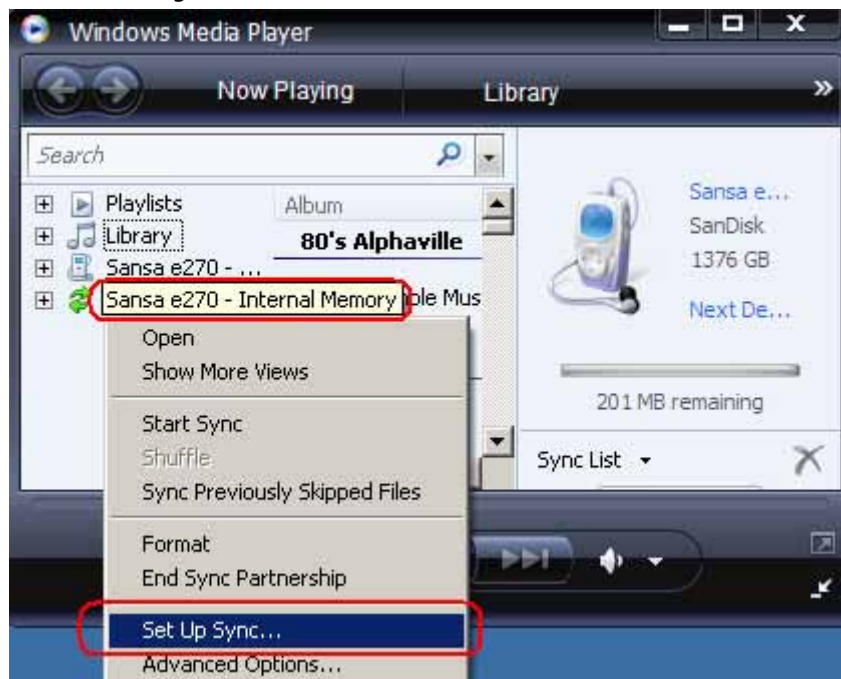 Windows Media Player
Now Playing
Library
»
Search
Playlists
Album
Library
80's Alphaville
Sansa e270 - ...
Sansa e270 - Internal Memory
ple Mus
Open
Show More Views
Start Sync
Shuffle
Sync Previously Skipped Files
Format
End Sync Partnership
Set Up Sync...
Advanced Options...
Sansa e...
SanDisk
1376 GB
Next De...
201 MB remaining
Sync List